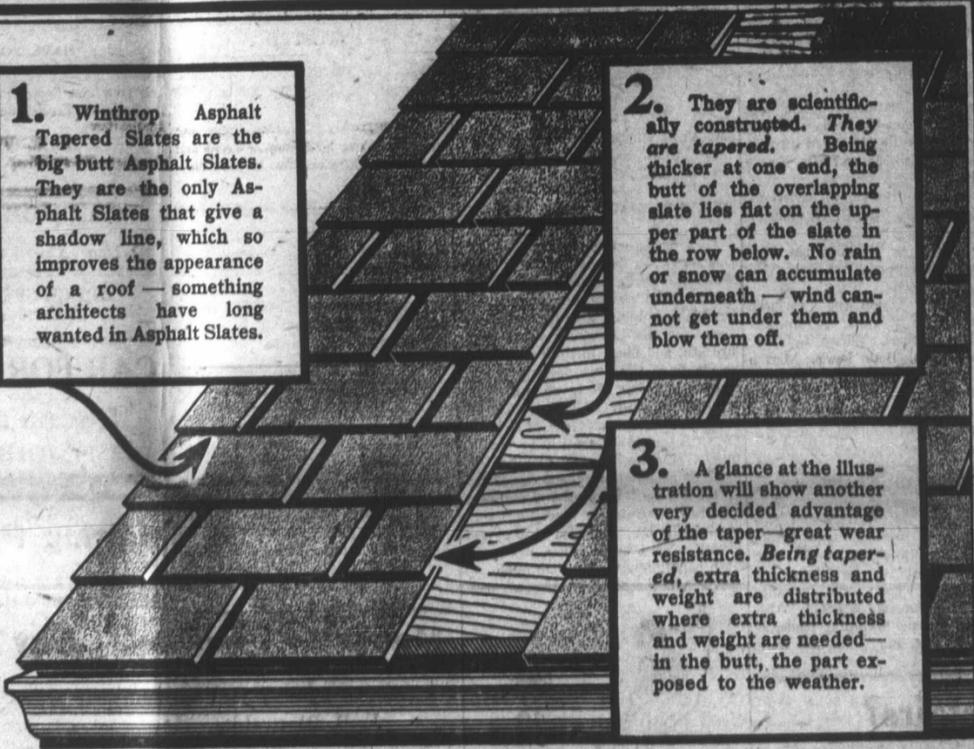 1. Winthrop Asphalt
Tapered Slates are the
big butt Asphalt Slates.
They are the only As-
phalt Slates that give a
shadow line, which so
improves the appearance
of a roof — something
architects have long
wanted in Asphalt Slates.
2. They are scientific-
ally constructed. They
are tapered. Being
thicker at one end, the
butt of the overlapping
slate lies flat on the up-
per part of the slate in
the row below. No rain
or snow can accumulate
underneath — wind can-
not get under them and
blow them off.
3. A glance at the illus-
tration will show another
very decided advantage
of the taper—great wear
resistance. Being taper-
ed, extra thickness and
weight are distributed
where extra thickness
and weight are needed—
in the butt, the part ex-
posed to the weather.